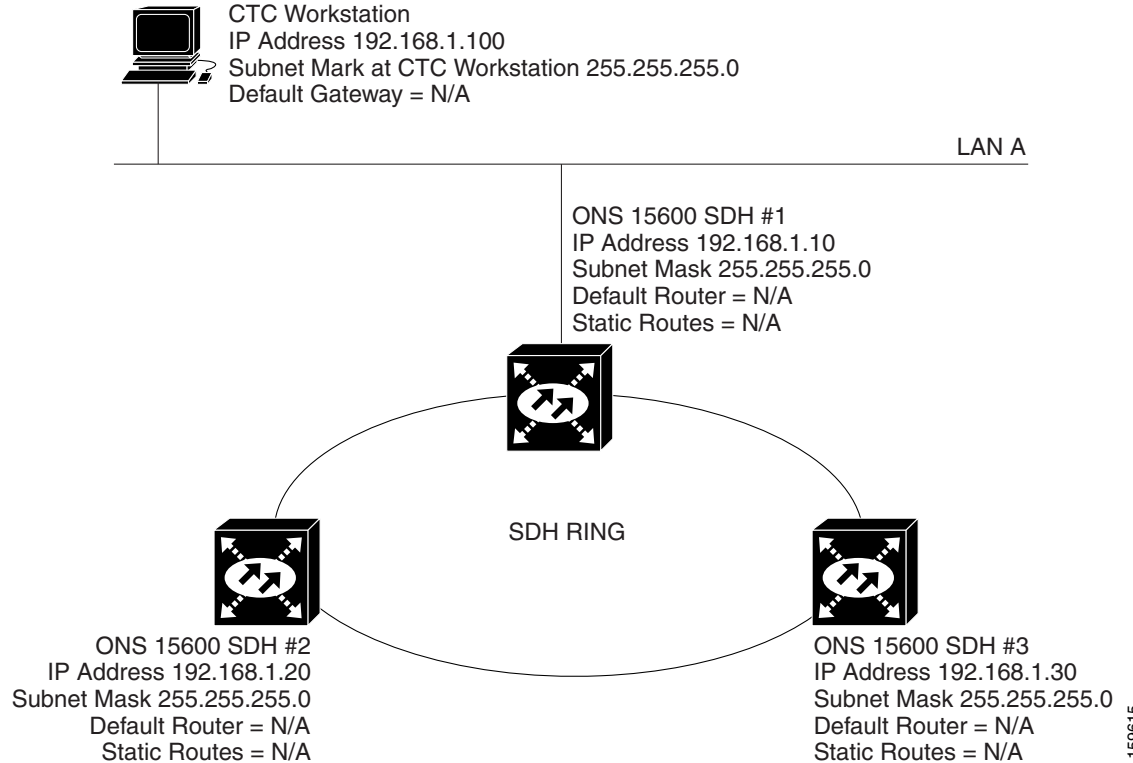 CTC Workstation
IP Address 192.168.1.100
Subnet Mark at CTC Workstation 255.255.255.0
Default Gateway = N/A
LAN A
ONS 15600 SDH #1
IP Address 192.168.1.10
Subnet Mask 255.255.255.0
Default Router = N/A
Static Routes = N/A
SDH RING
ONS 15600 SDH #2
IP Address 192.168.1.20
Subnet Mask 255.255.255.0
Default Router = N/A
Static Routes = N/A
ONS 15600 SDH #3
IP Address 192.168.1.30
Subnet Mask 255.255.255.0
Default Router = N/A
Static Routes = N/A